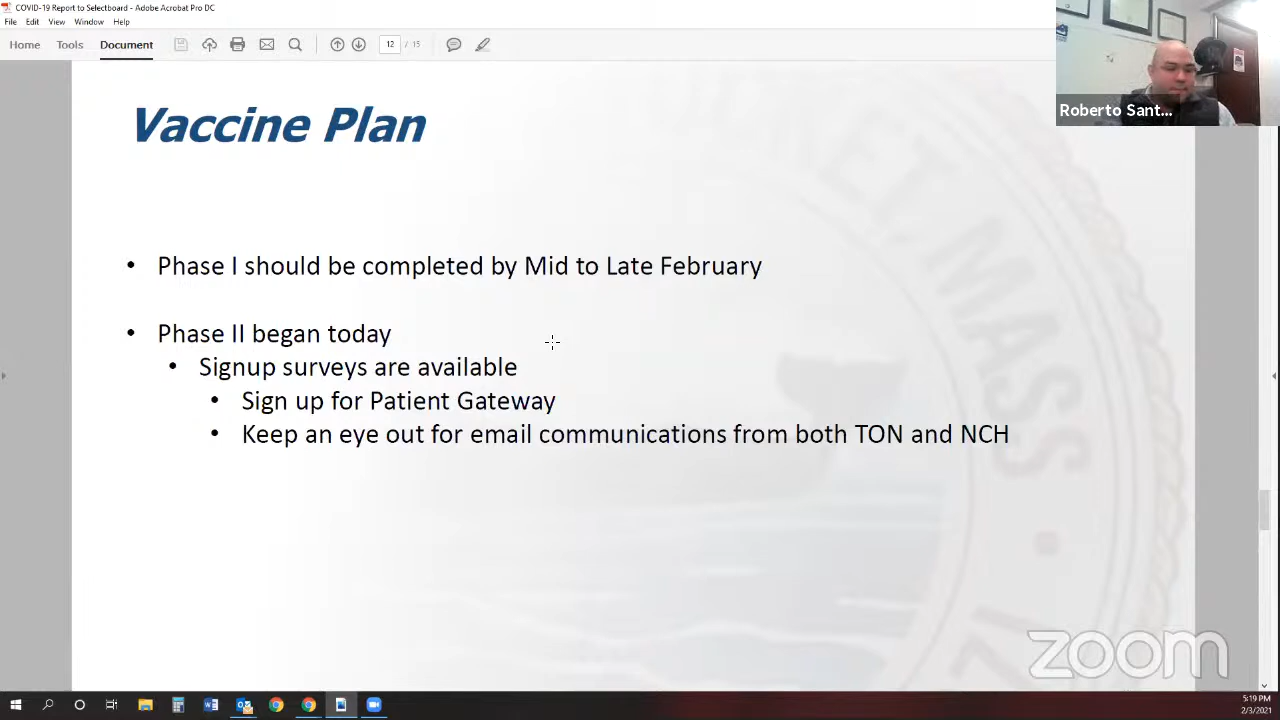 COVID-19 Report to Selectboard - Adobe Acrobat Pro DC
File Edit View Window Help
Home Tools Document 12 / 15
Roberto Sant...
Vaccine Plan
• Phase I should be completed by Mid to Late February
• Phase II began today
• Signup surveys are available
• Sign up for Patient Gateway
• Keep an eye out for email communications from both TON and NCH
ET, MASS
zoom
5:19 PM
2/3/2021